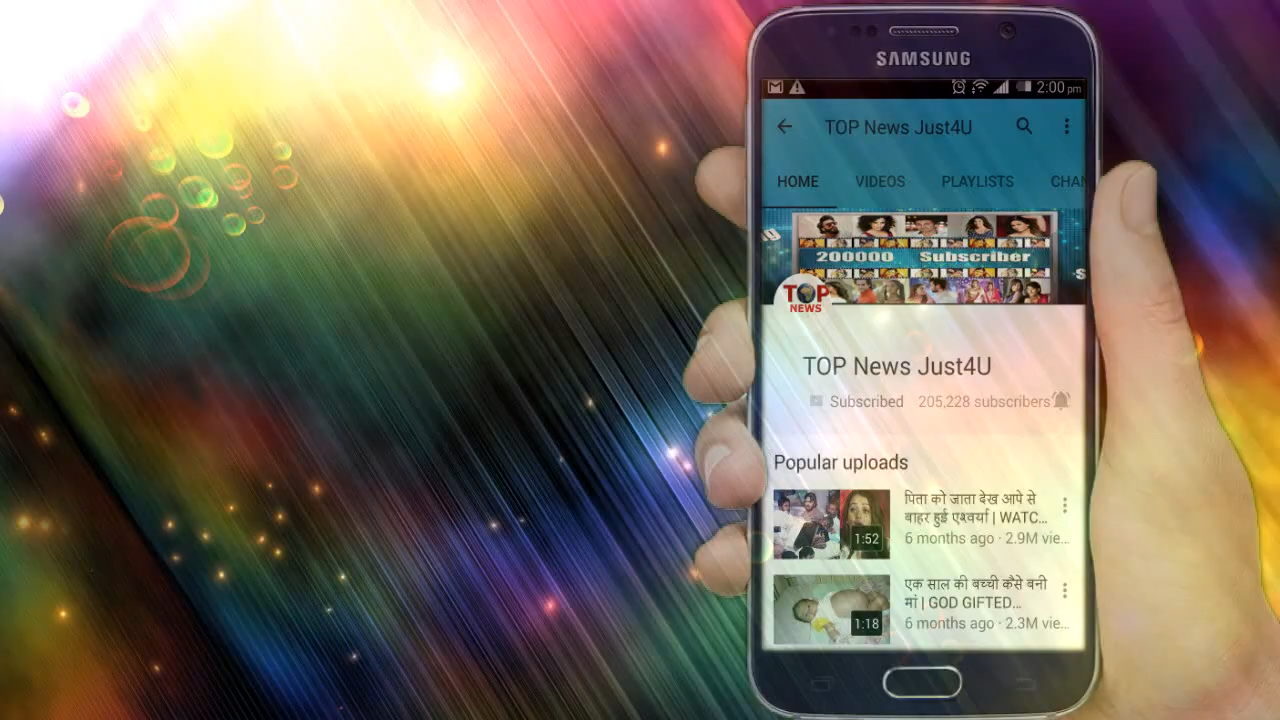 SAMSUNG
2:00 pm
TOP News Just4U
HOME VIDEOS PLAYLISTS CHAN
200000 Subscriber
TOP
NEWS
TOP News Just4U
Subscribed 205,228 subscribers
Popular uploads
पिता को जाता देख आपे से
बाहर हुई एश्वर्या | WATC...
1:52
6 months ago · 2.9M vie...
एक साल की बच्ची कैसे बनी
मां | GOD GIFTED...
1:18
6 months ago · 2.3M vie...